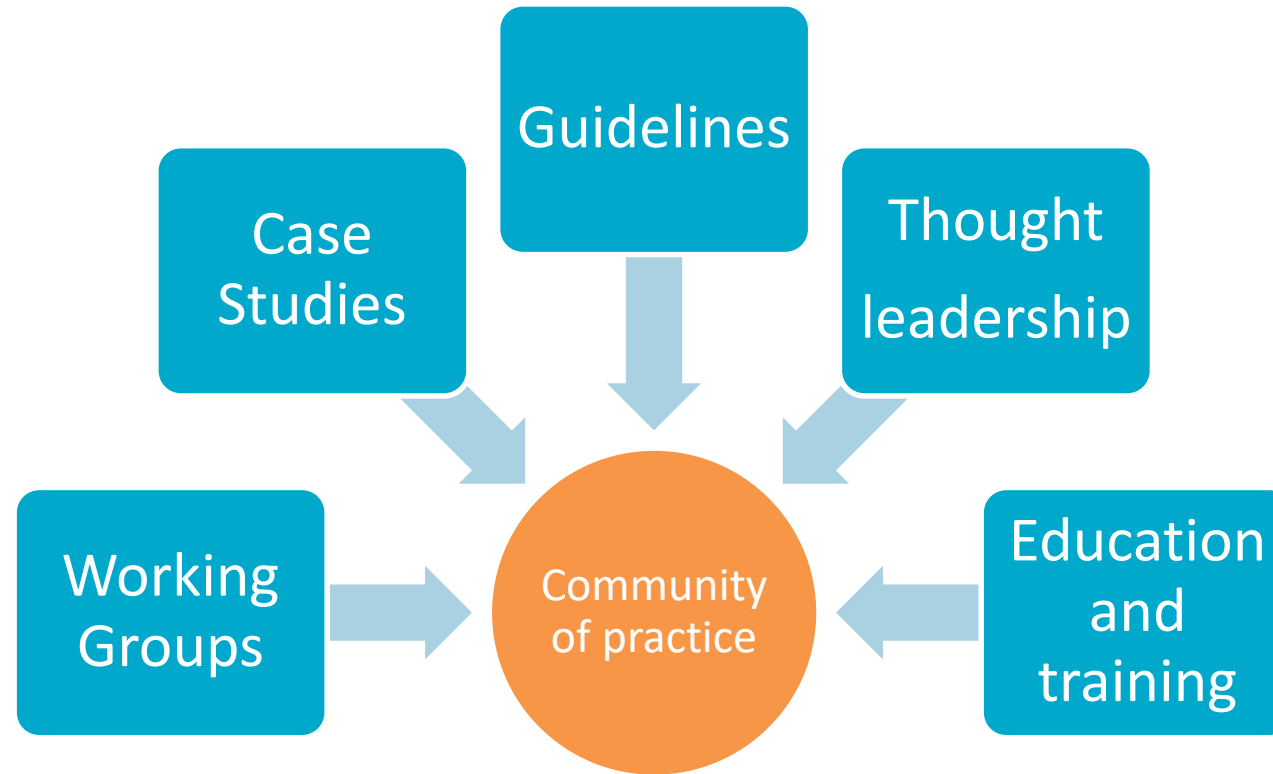 Guidelines
Case
Studies
Thought
leadership
Working
Groups
Community
of practice
Education
and
training